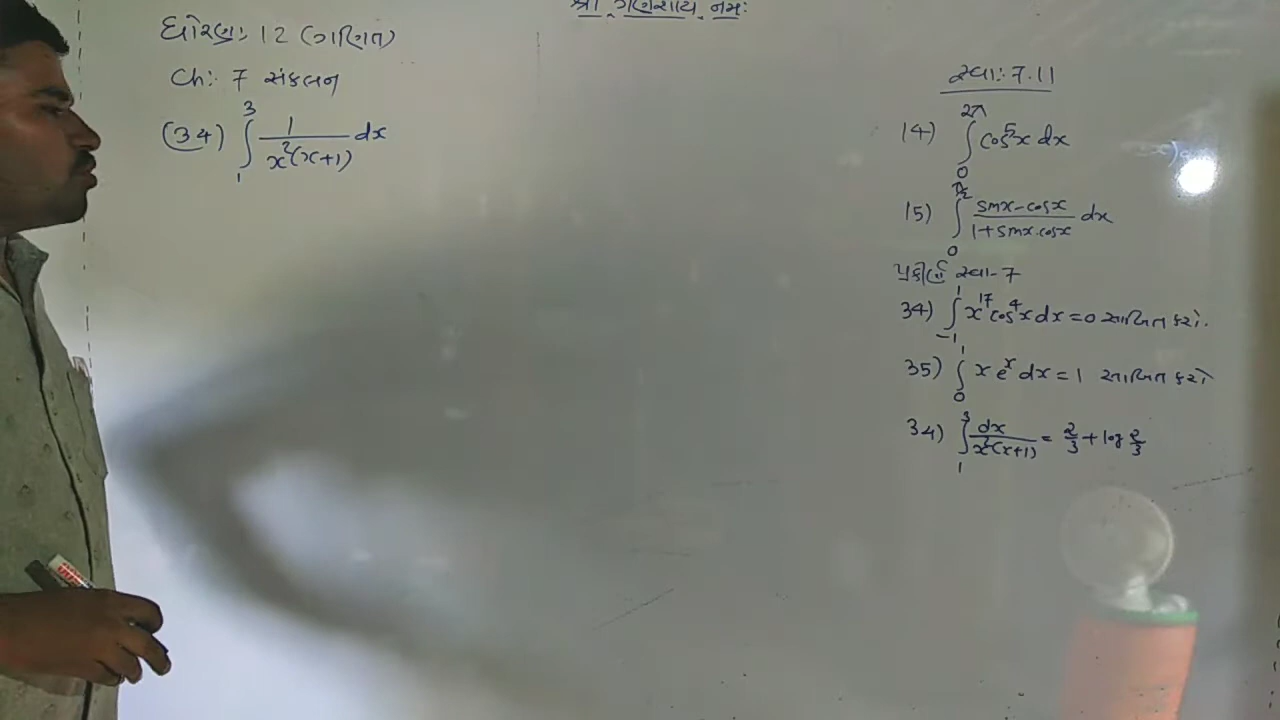 શ્રી ગણેશાય નમઃ
ધોરણ: 12 (ગણિત)
Ch: 7 સંકલન
(34) ∫₁³ 1/(x²(x+1)) dx
સ્વા: 7.11
14) ∫₀^2π cos⁵x dx
15) ∫₀^π/2 (sinx-cosx)/(1+sinx.cosx) dx
પ્રકીર્ણ સ્વા-7
34) ∫₋₁¹ x¹⁷cos⁴x dx = 0 સાબિત કરો.
35) ∫₀¹ x eˣ dx = 1 સાબિત કરો
34) ∫₁³ dx/(x²(x+1)) = 2/3 + log 2/3